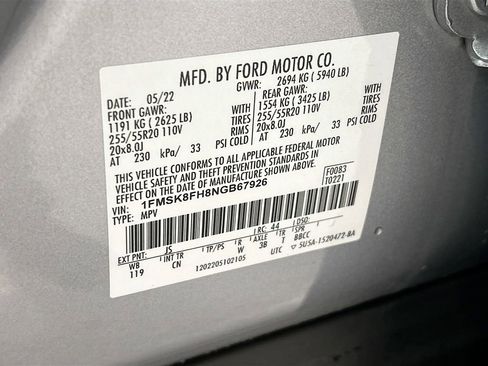 MFD. BY FORD MOTOR CO.
DATE: 05/22 GVWR: 2694 KG ( 5940 LB)
FRONT GAWR: REAR GAWR:
1191 KG ( 2625 LB) WITH 1554 KG ( 3425 LB) WITH
255/55R20 110V TIRES 255/55R20 110V TIRES
20x8.0J RIMS 20x8.0J RIMS
AT 230 kPa/ 33 PSI COLD AT 230 kPa/ 33 PSI COLD
THIS VEHICLE CONFORMS TO ALL APPLICABLE FEDERAL MOTOR
VEHICLE SAFETY AND THEFT PREVENTION STANDARDS IN
EFFECT ON THE DATE OF MANUFACTURE SHOWN ABOVE.
VIN: 1FMSK8FH8NGB67926 F0083
TYPE: MPV T0221
EXT PNT: JS RC: 44 DSO:
WB INT TR TP/PS R AXLE TR SPR
119 CN W 3B T BBCC
1202205102105 UTC 5U5A-1520472-BA